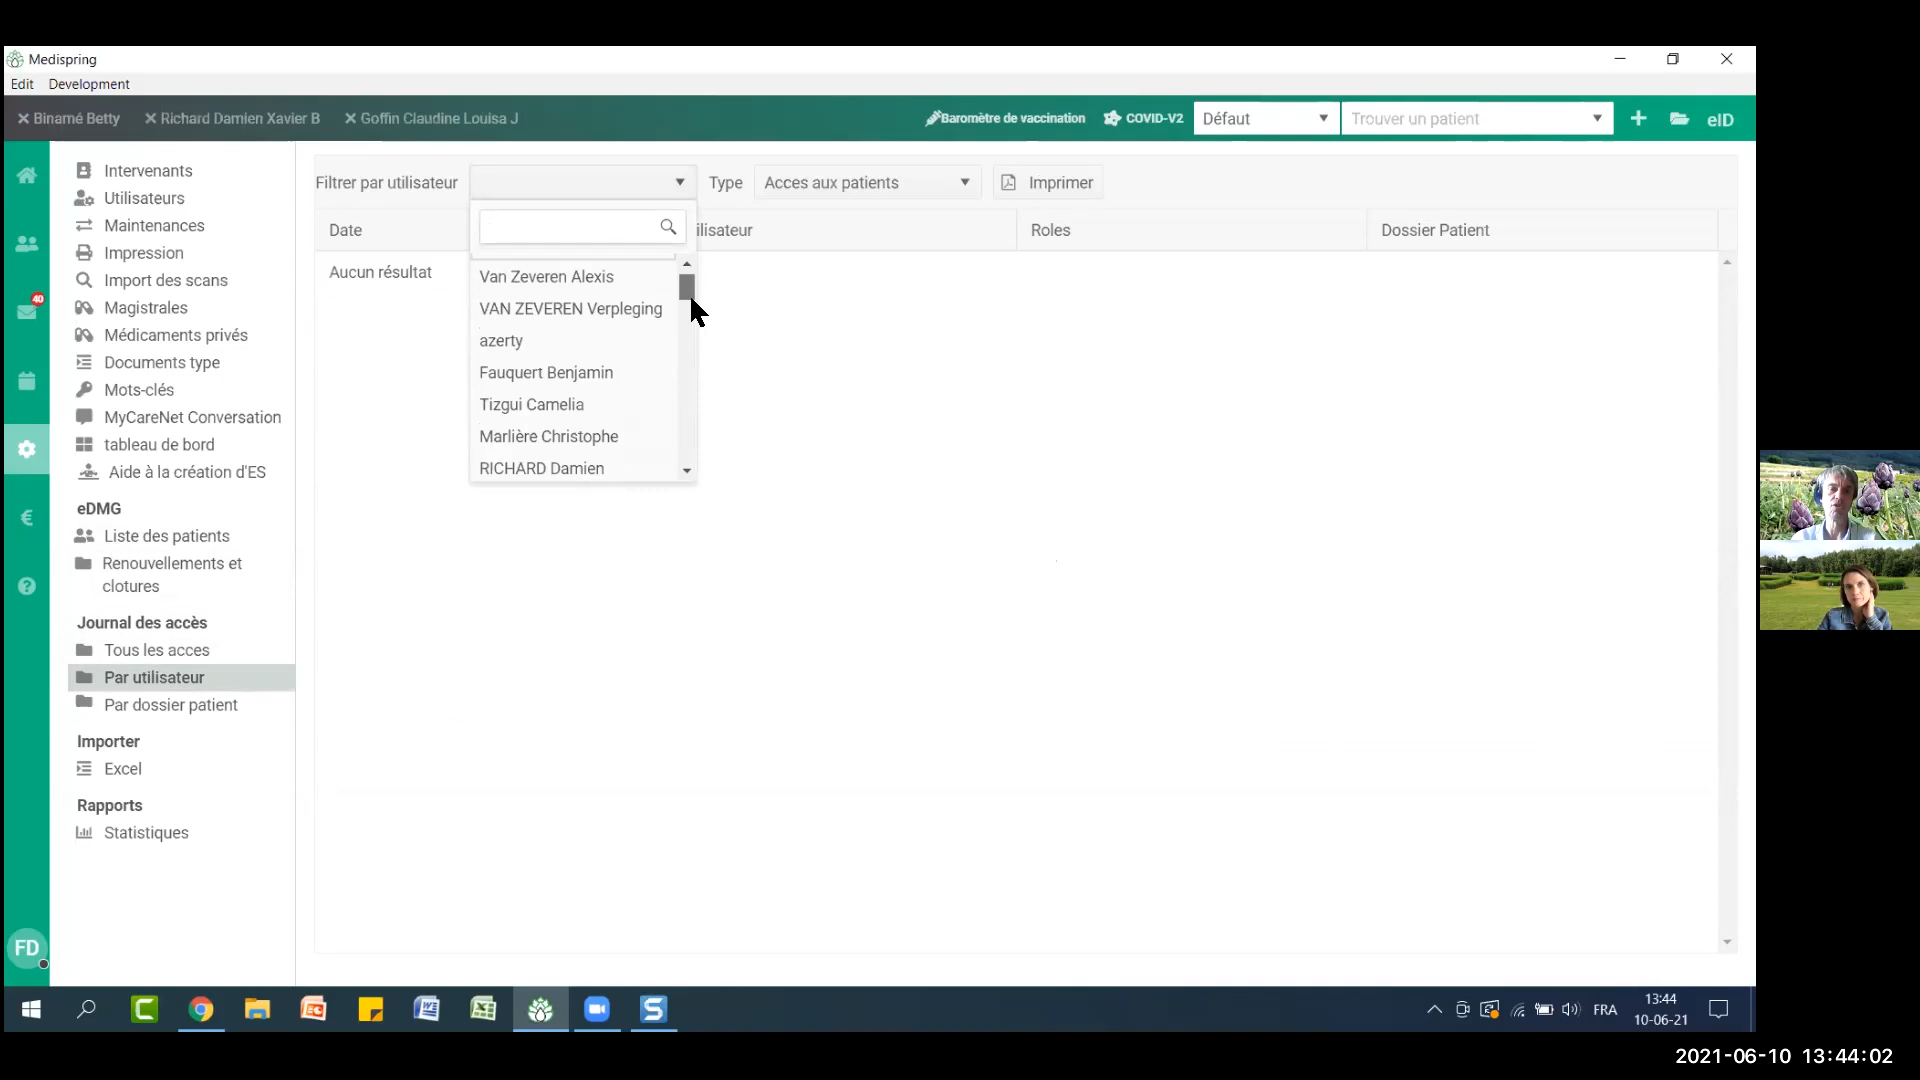 Medispring
Edit Development
Binamé Betty Richard Damien Xavier B Goffin Claudine Louisa J Baromètre de vaccination COVID-V2 Défaut Trouver un patient eID
Intervenants
Utilisateurs
Maintenances
Impression
Import des scans
Magistrales
Médicaments privés
Documents type
Mots-clés
MyCareNet Conversation
tableau de bord
Aide à la création d'ES
eDMG
Liste des patients
Renouvellements et
clotures
Journal des accès
Tous les acces
Par utilisateur
Par dossier patient
Importer
Excel
Rapports
Statistiques
40
FD
Filtrer par utilisateur Type Acces aux patients Imprimer
Date ilisateur Roles Dossier Patient
Aucun résultat
Van Zeveren Alexis
VAN ZEVEREN Verpleging
azerty
Fauquert Benjamin
Tizgui Camelia
Marlière Christophe
RICHARD Damien
FRA
13:44
10-06-21
2021-06-10 13:44:02